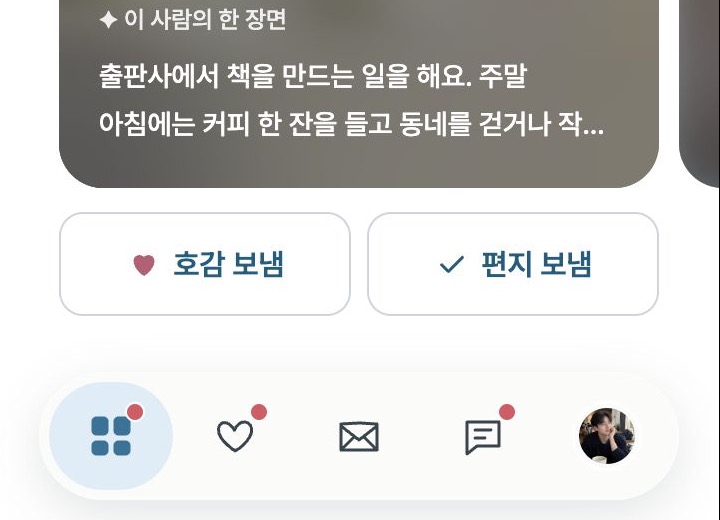 ✦ 이 사람의 한 장면
출판사에서 책을 만드는 일을 해요. 주말
아침에는 커피 한 잔을 들고 동네를 걷거나 작...
호감 보냄
편지 보냄